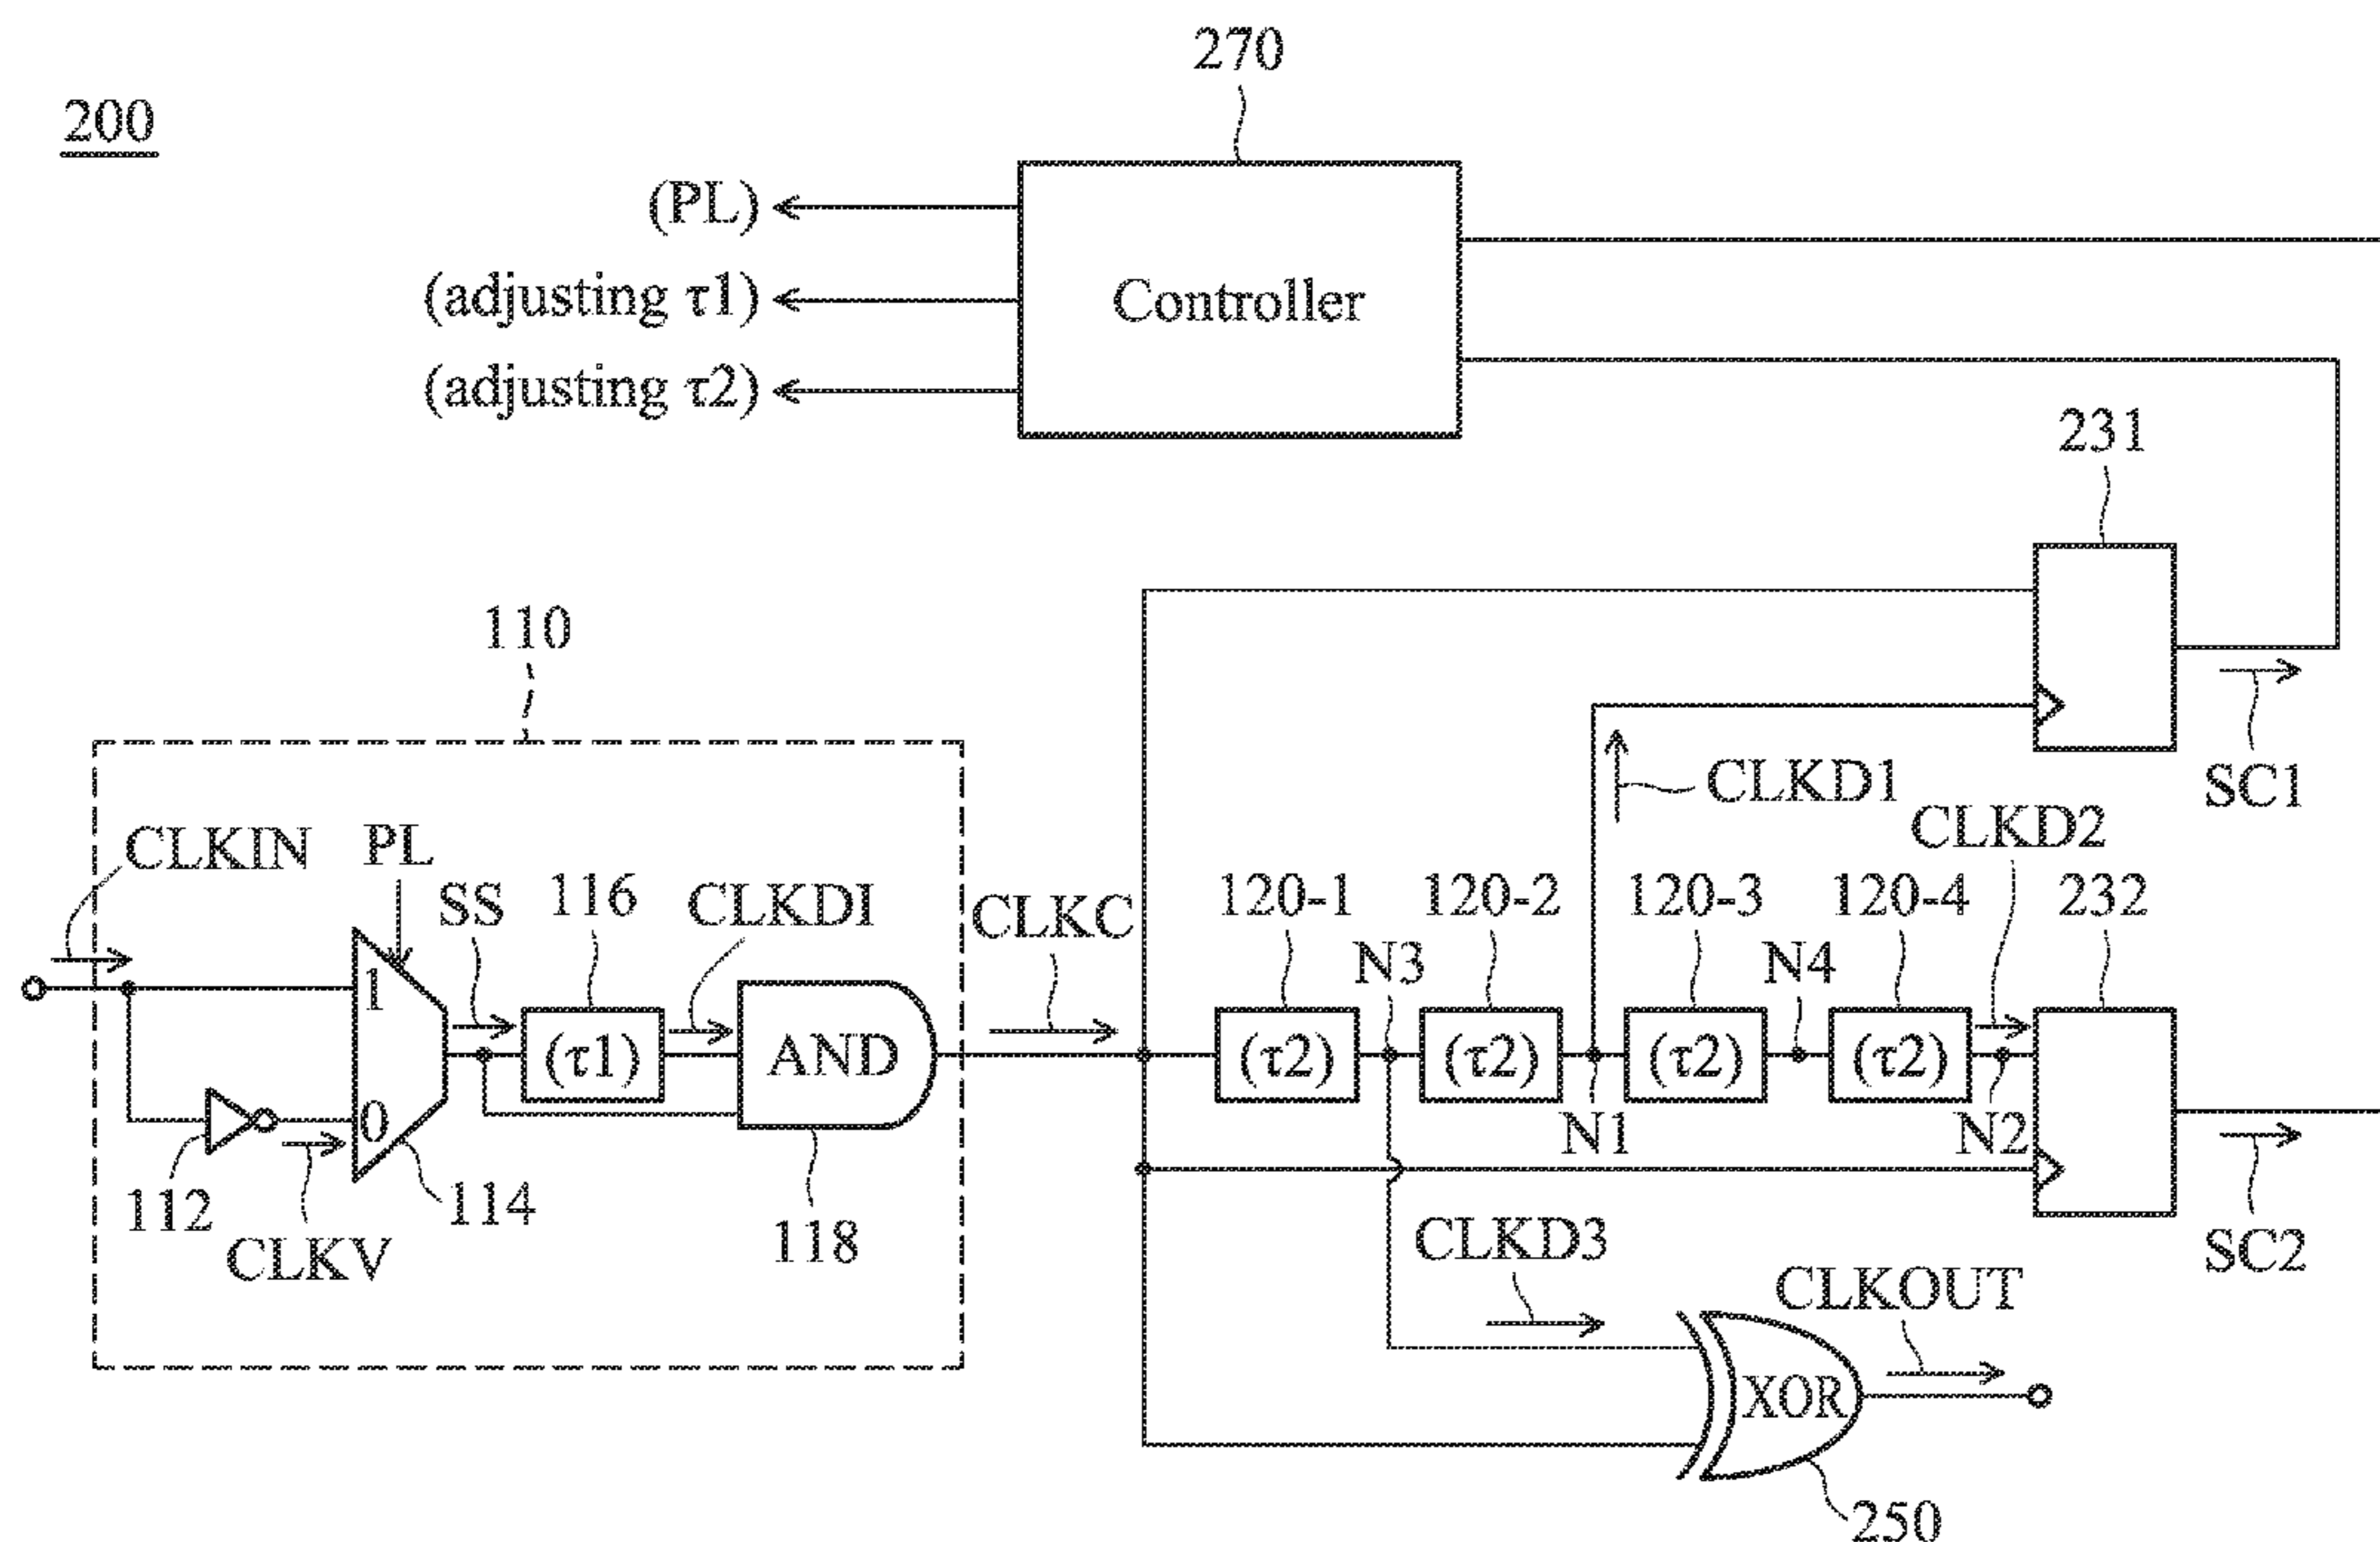 270
200
(PL)
(adjusting τ1)
Controller
(adjusting τ2)
231
110
CLKD1
SC1
CLKIN
PL
SS
116
CLKDI
CLKC
120-1
120-2
120-3
120-4
CLKD2
232
N3
N4
1
(τ1)
AND
(τ2)
(τ2)
(τ2)
(τ2)
0
N1
N2
112
114
118
CLKV
CLKD3
SC2
CLKOUT
XOR
250